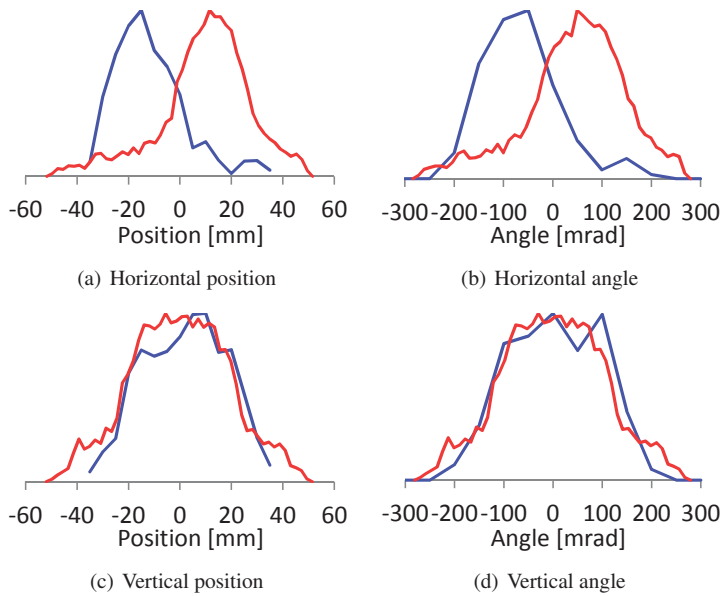 -60 -40 -20 0 20 40 60
Position [mm]
(a) Horizontal position
-300 -200 -100 0 100 200 300
Angle [mrad]
(b) Horizontal angle
-60 -40 -20 0 20 40 60
Position [mm]
(c) Vertical position
-300 -200 -100 0 100 200 300
Angle [mrad]
(d) Vertical angle